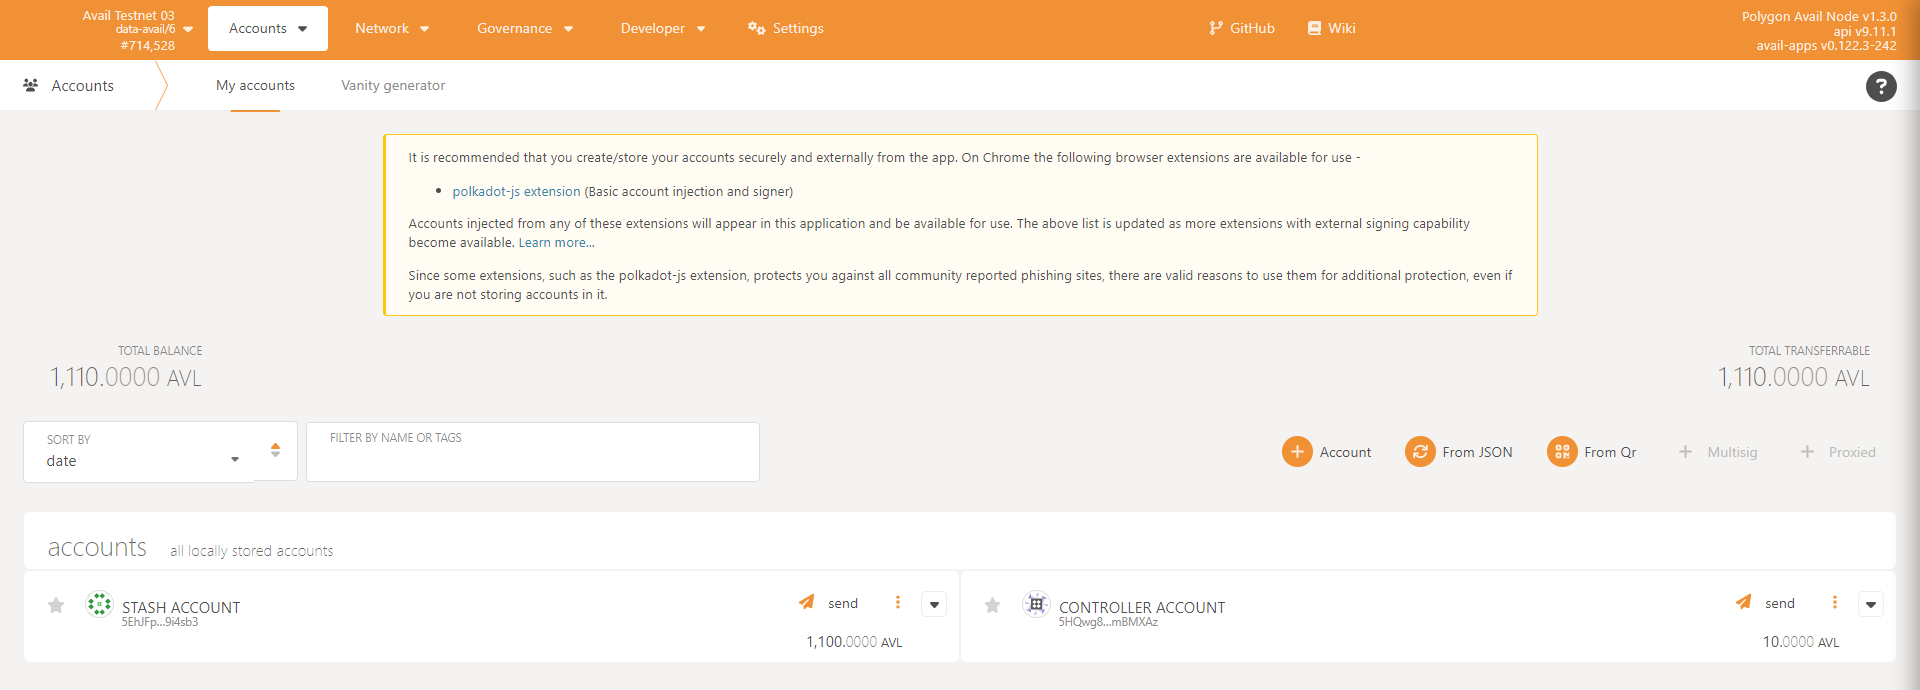 Avail Testnet 03
data-avail/6
#714,528
Accounts
Network
Governance
Developer
Settings
GitHub
Wiki
Polygon Avail Node v1.3.0
api v9.11.1
avail-apps v0.122.3-242
Accounts
My accounts
Vanity generator
?
It is recommended that you create/store your accounts securely and externally from the app. On Chrome the following browser extensions are available for use -
• polkadot-js extension (Basic account injection and signer)
Accounts injected from any of these extensions will appear in this application and be available for use. The above list is updated as more extensions with external signing capability
become available. Learn more...
Since some extensions, such as the polkadot-js extension, protects you against all community reported phishing sites, there are valid reasons to use them for additional protection, even if
you are not storing accounts in it.
TOTAL BALANCE
1,110.0000 AVL
TOTAL TRANSFERRABLE
1,110.0000 AVL
SORT BY
date
FILTER BY NAME OR TAGS
Account
From JSON
From Qr
+ Multisig
+ Proxied
accounts all locally stored accounts
STASH ACCOUNT
5EhJFp...9i4sb3
send
1,100.0000 AVL
CONTROLLER ACCOUNT
5HQwg8...mBMXAz
send
10.0000 AVL